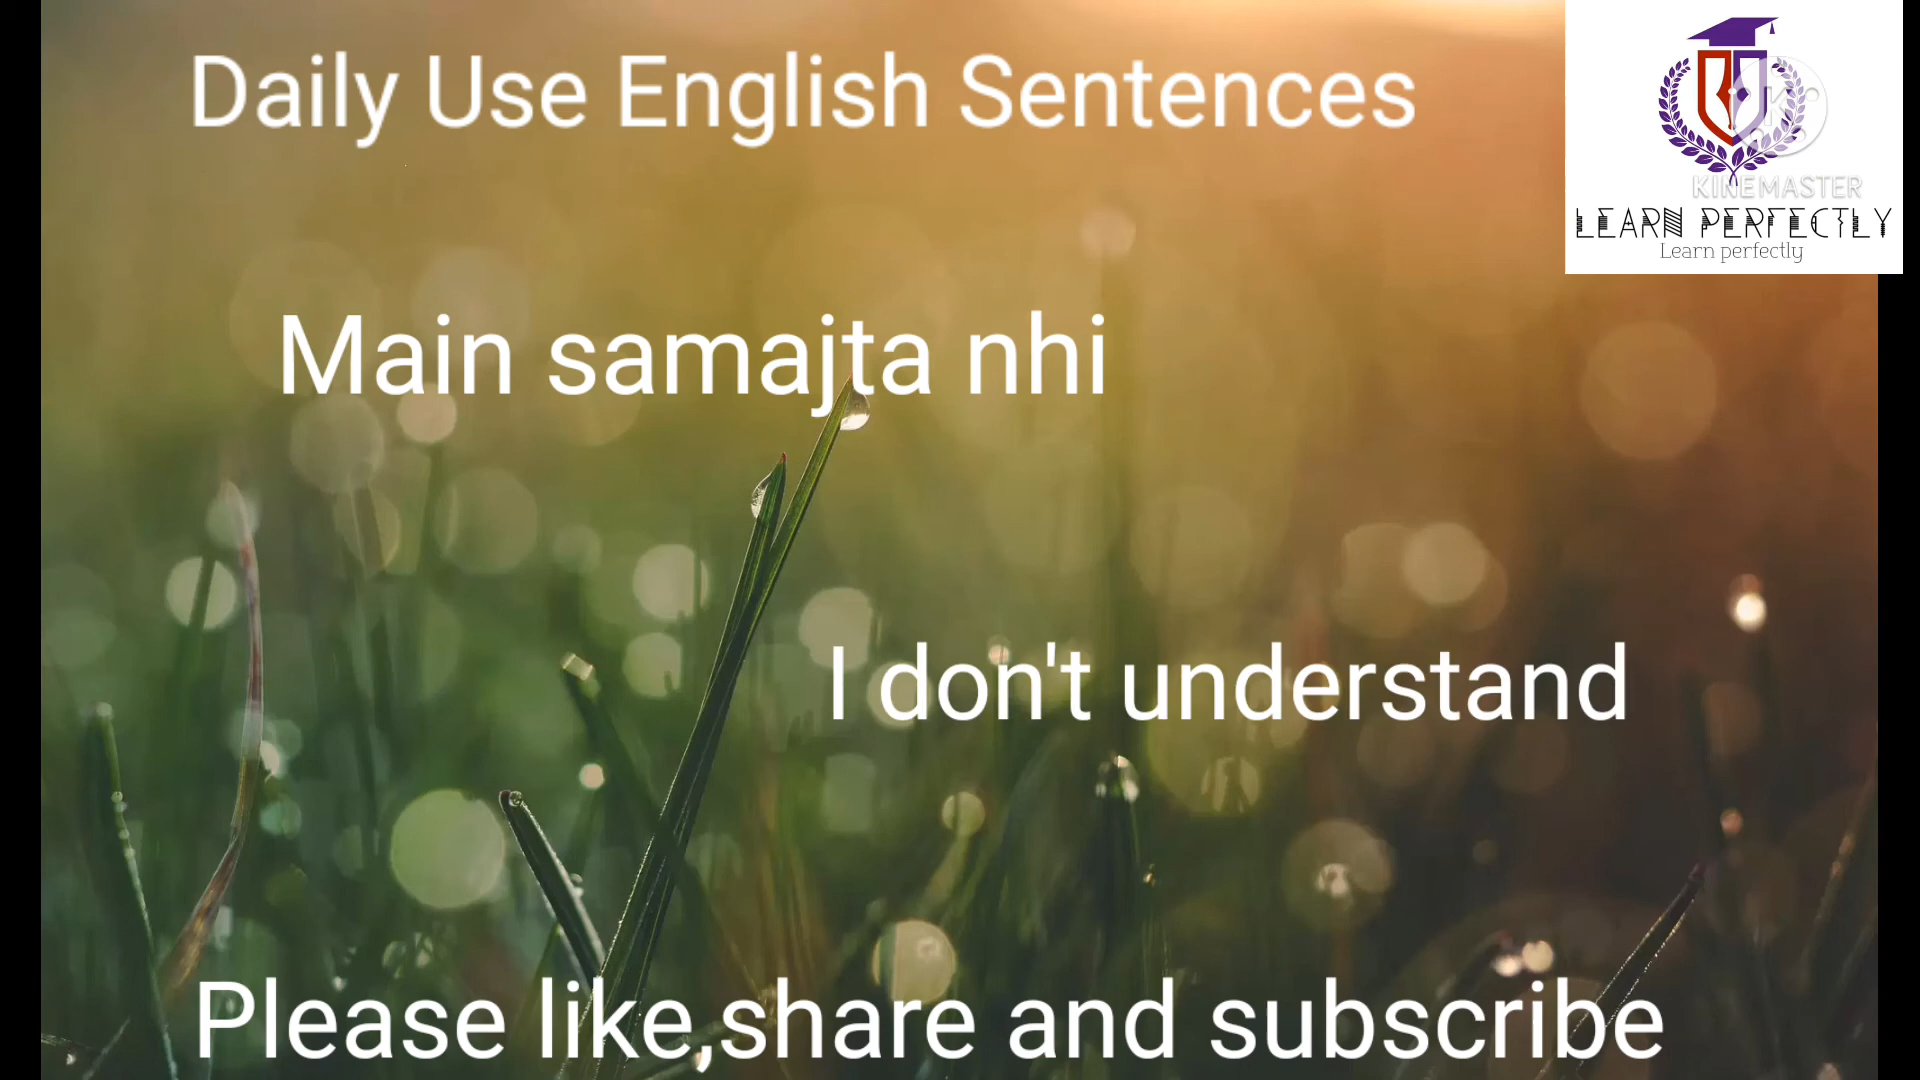 Daily Use English Sentences
KINEMASTER
LEARN PERFECTLY
Learn perfectly
Main samajta nhi
I don't understand
Please like,share and subscribe